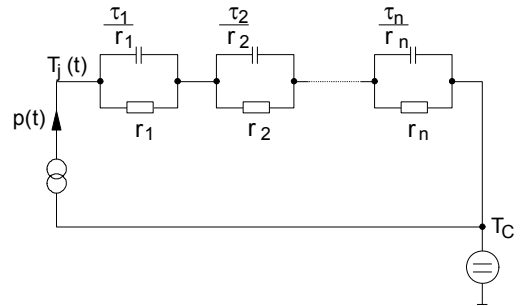 τ1 τ2 τn
r1 r2 rn
Tj (t)
p(t)
r1 r2 rn
TC